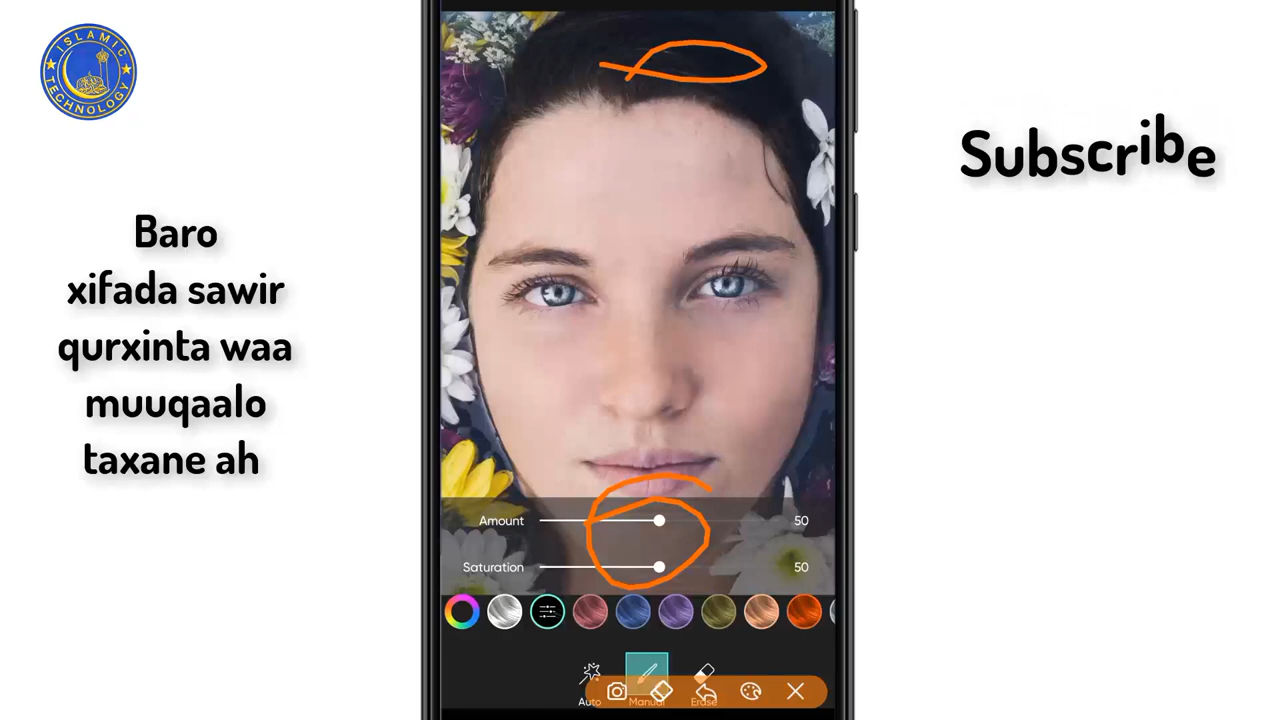 ISLAMIC
TECHNOLOGY
Subscribe
Baro
xifada sawir
qurxinta waa
muuqaalo
taxane ah
Amount 50
Saturation 50
Auto Manual Erase